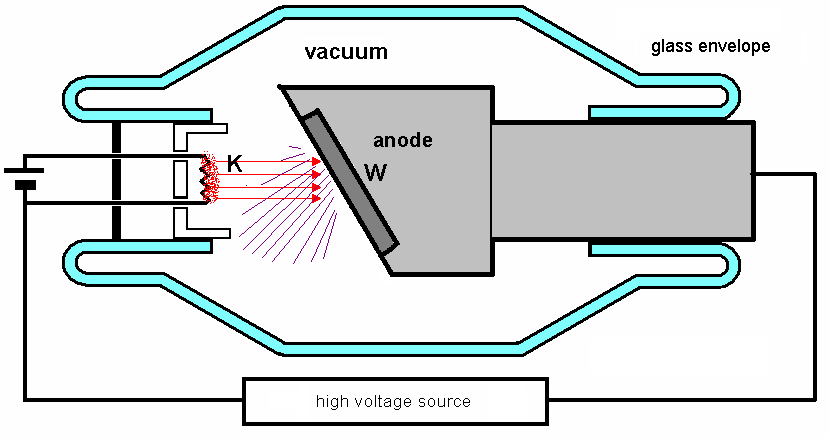 glass envelope
vacuum
anode
K
W
high voltage source